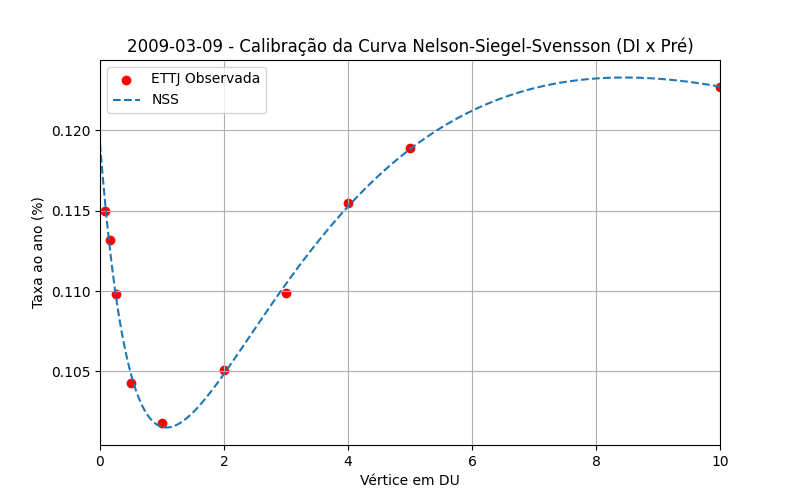 2009-03-09 - Calibração da Curva Nelson-Siegel-Svensson (DI x Pré)
ETTJ Observada
NSS
Taxa ao ano (%)
0.120
0.115
0.110
0.105
0 2 4 6 8 10
Vértice em DU